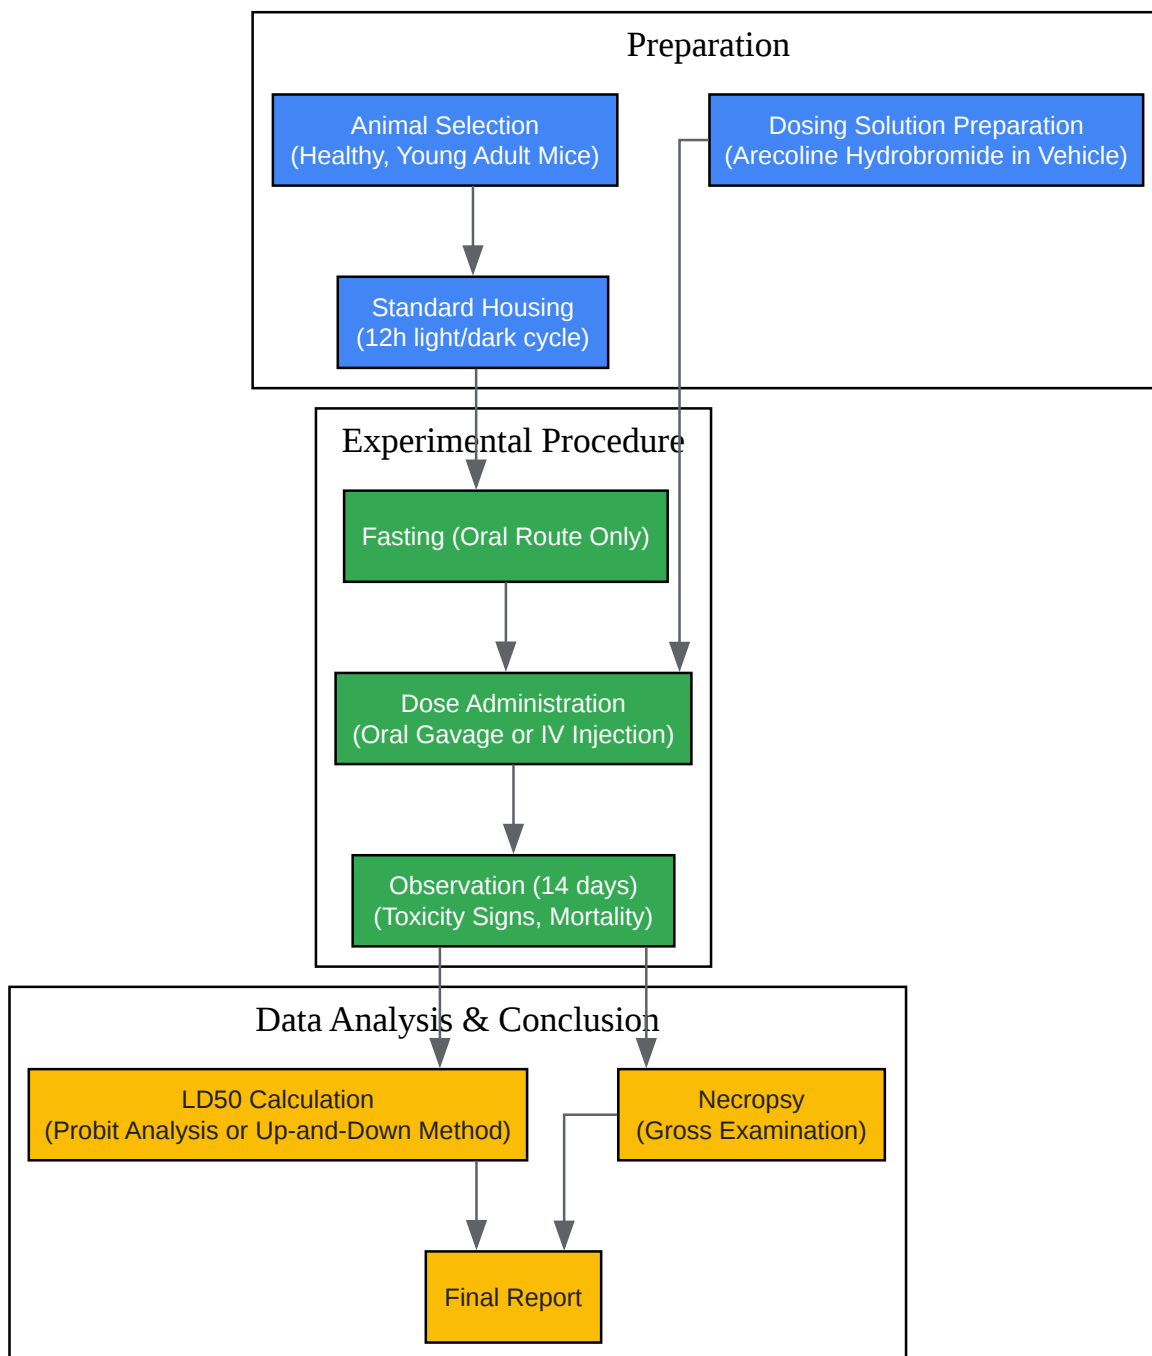 Preparation
Animal Selection
(Healthy, Young Adult Mice)
Dosing Solution Preparation
(Arecoline Hydrobromide in Vehicle)
Standard Housing
(12h light/dark cycle)
Experimental Procedure
Fasting (Oral Route Only)
Dose Administration
(Oral Gavage or IV Injection)
Observation (14 days)
(Toxicity Signs, Mortality)
Data Analysis & Conclusion
LD50 Calculation
(Probit Analysis or Up-and-Down Method)
Necropsy
(Gross Examination)
Final Report